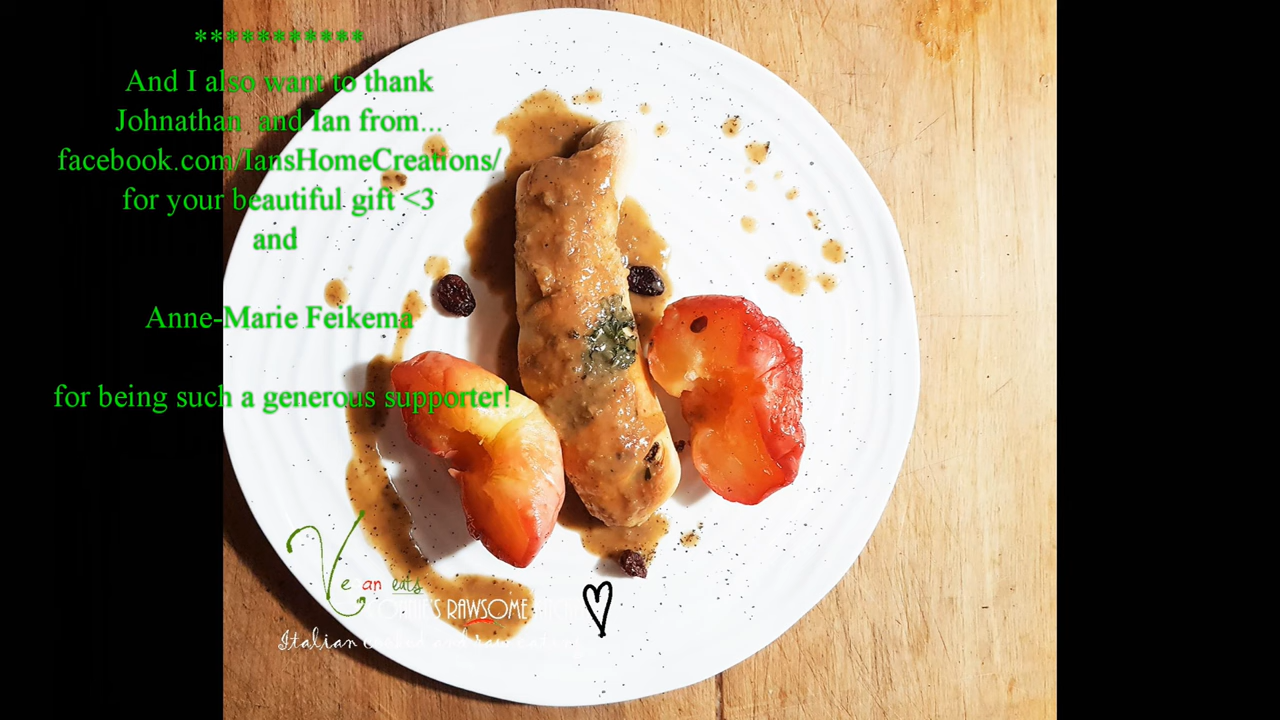 ***********
And I also want to thank
Johnathan and Ian from...
facebook.com/IansHomeCreations/
for your beautiful gift <3
and
Anne-Marie Feikema
for being such a generous supporter!
Ve an eats
RAWSOME
Italian